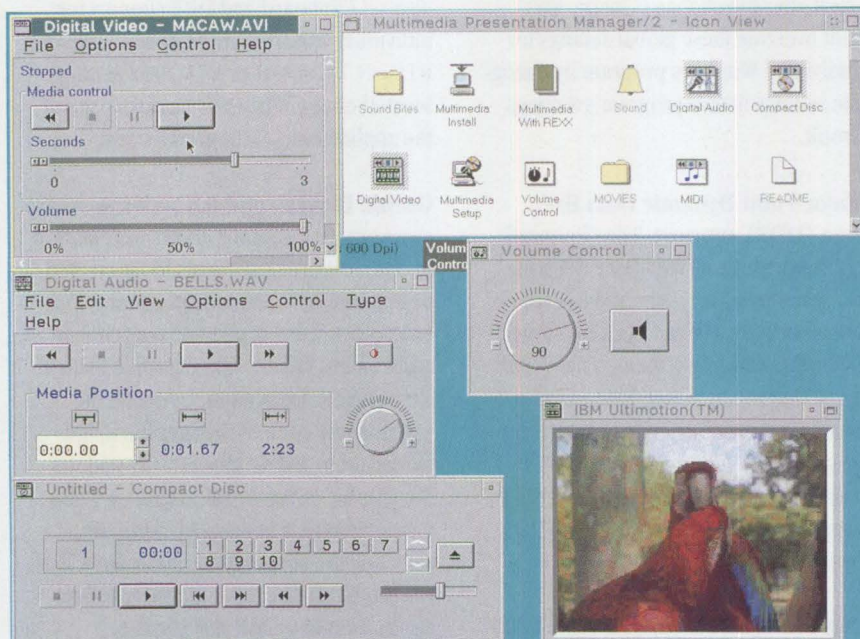 Digital Video - MACAW.AVI
File Options Control Help
Stopped
Media control
Seconds
0 3
Volume
0% 50% 100%
Multimedia Presentation Manager/2 - Icon View
Sound Bites
Multimedia Install
Multimedia With REXX
Sound
Digital Audio
Compact Disc
Digital Video
Multimedia Setup
Volume Control
MOVIES
MIDI
README
600 Dpi)
Volum
Contro
Digital Audio - BELLS.WAV
File Edit View Options Control Type
Help
Media Position
0:00.00 0:01.67 2:23
Volume Control
90
Untitled - Compact Disc
1 00:00 1 2 3 4 5 6 7
8 9 10
IBM Ultimotion(TM)